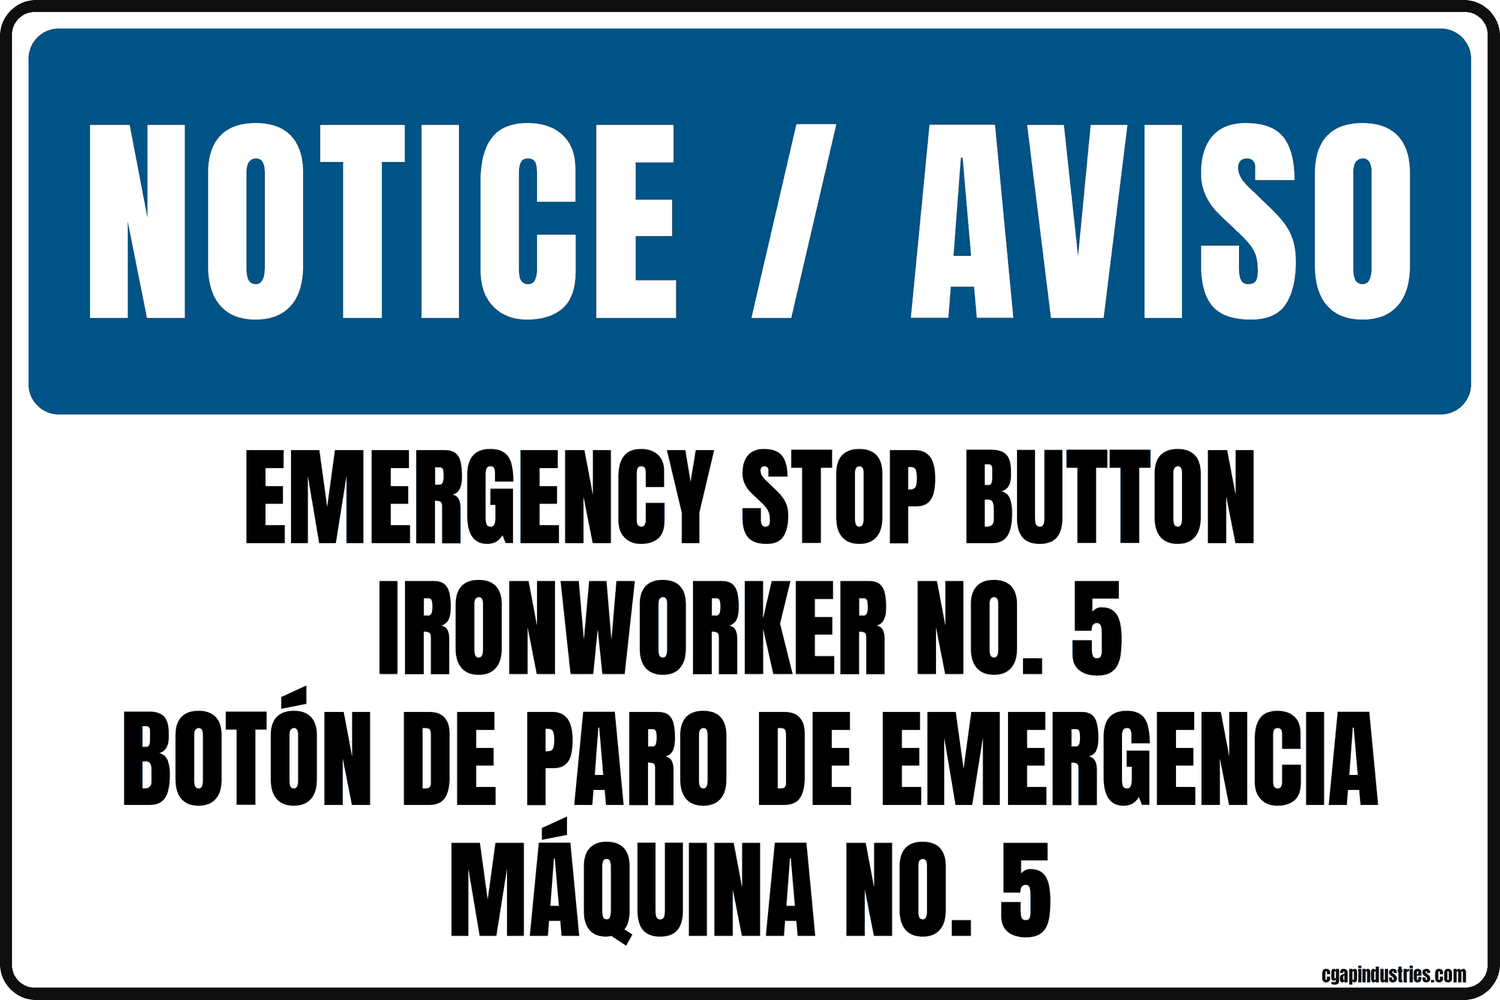 NOTICE / AVISO
EMERGENCY STOP BUTTON
IRONWORKER NO. 5
BOTÓN DE PARO DE EMERGENCIA
MÁQUINA NO. 5
cgapindustries.com